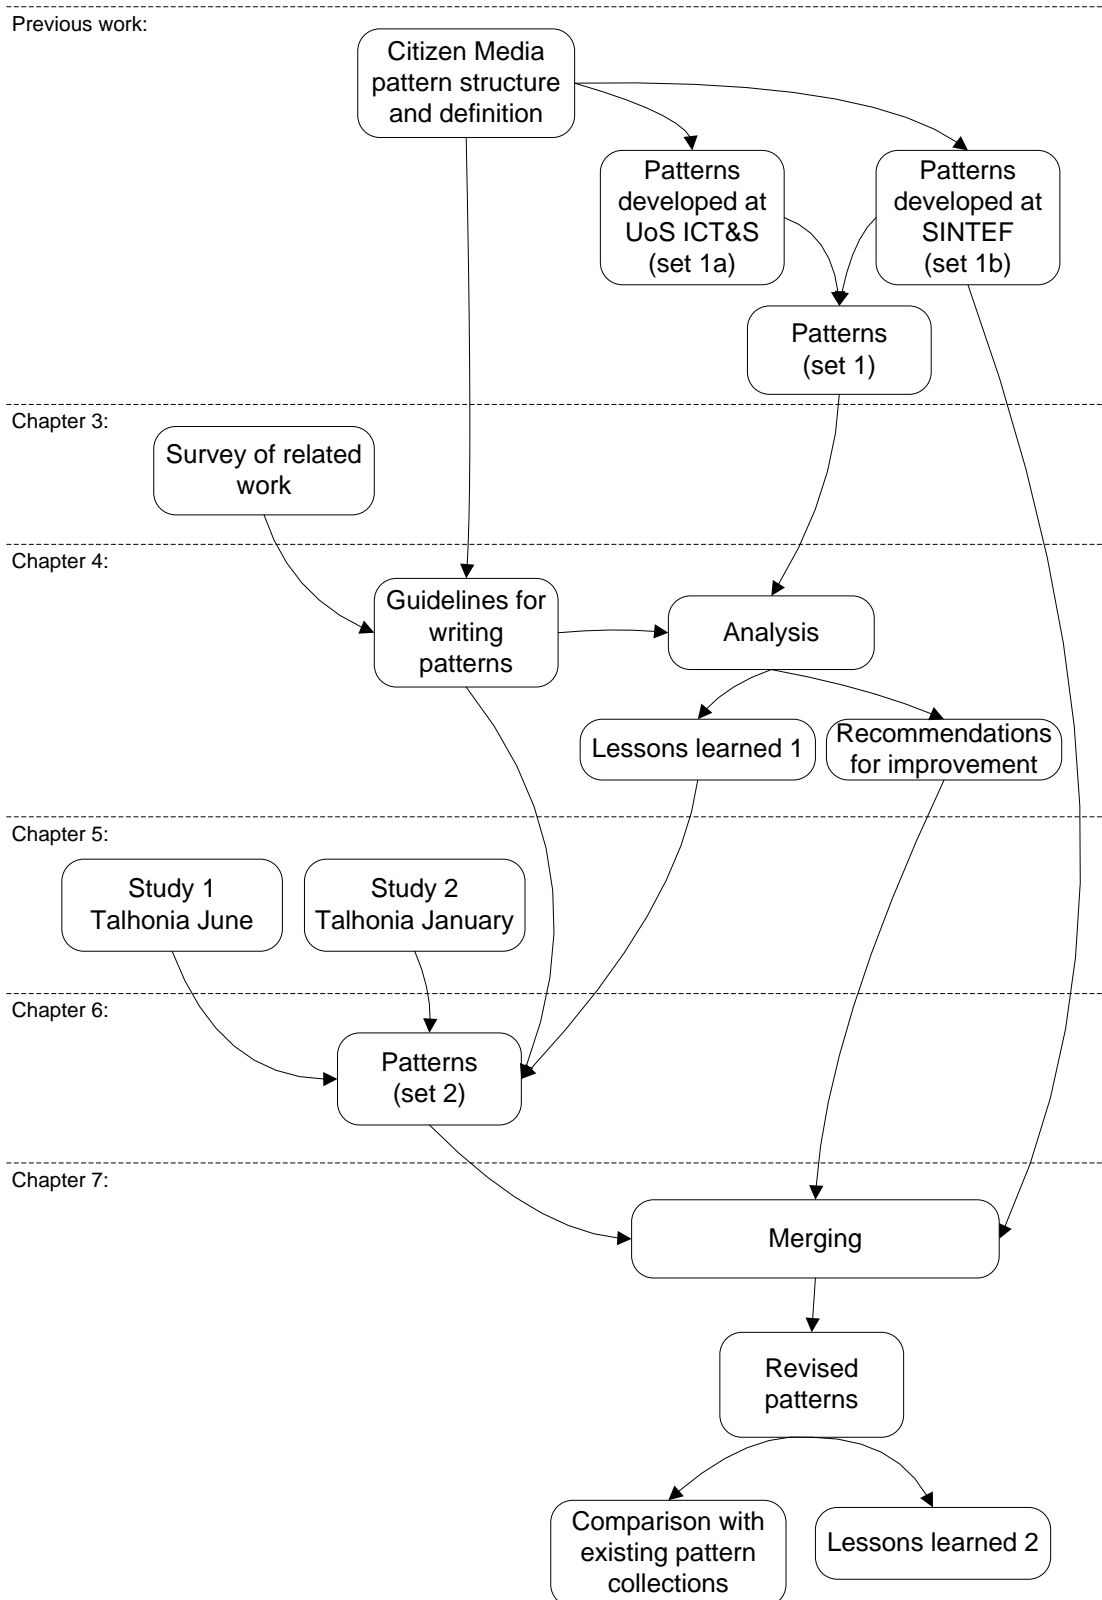 Previous work:
Citizen Media
pattern structure
and definition
Patterns
developed at
UoS ICT&S
(set 1a)
Patterns
developed at
SINTEF
(set 1b)
Patterns
(set 1)
Chapter 3:
Survey of related
work
Chapter 4:
Guidelines for
writing
patterns
Analysis
Lessons learned 1
Recommendations
for improvement
Chapter 5:
Study 1
Talhonia June
Study 2
Talhonia January
Chapter 6:
Patterns
(set 2)
Chapter 7:
Merging
Revised
patterns
Comparison with
existing pattern
collections
Lessons learned 2